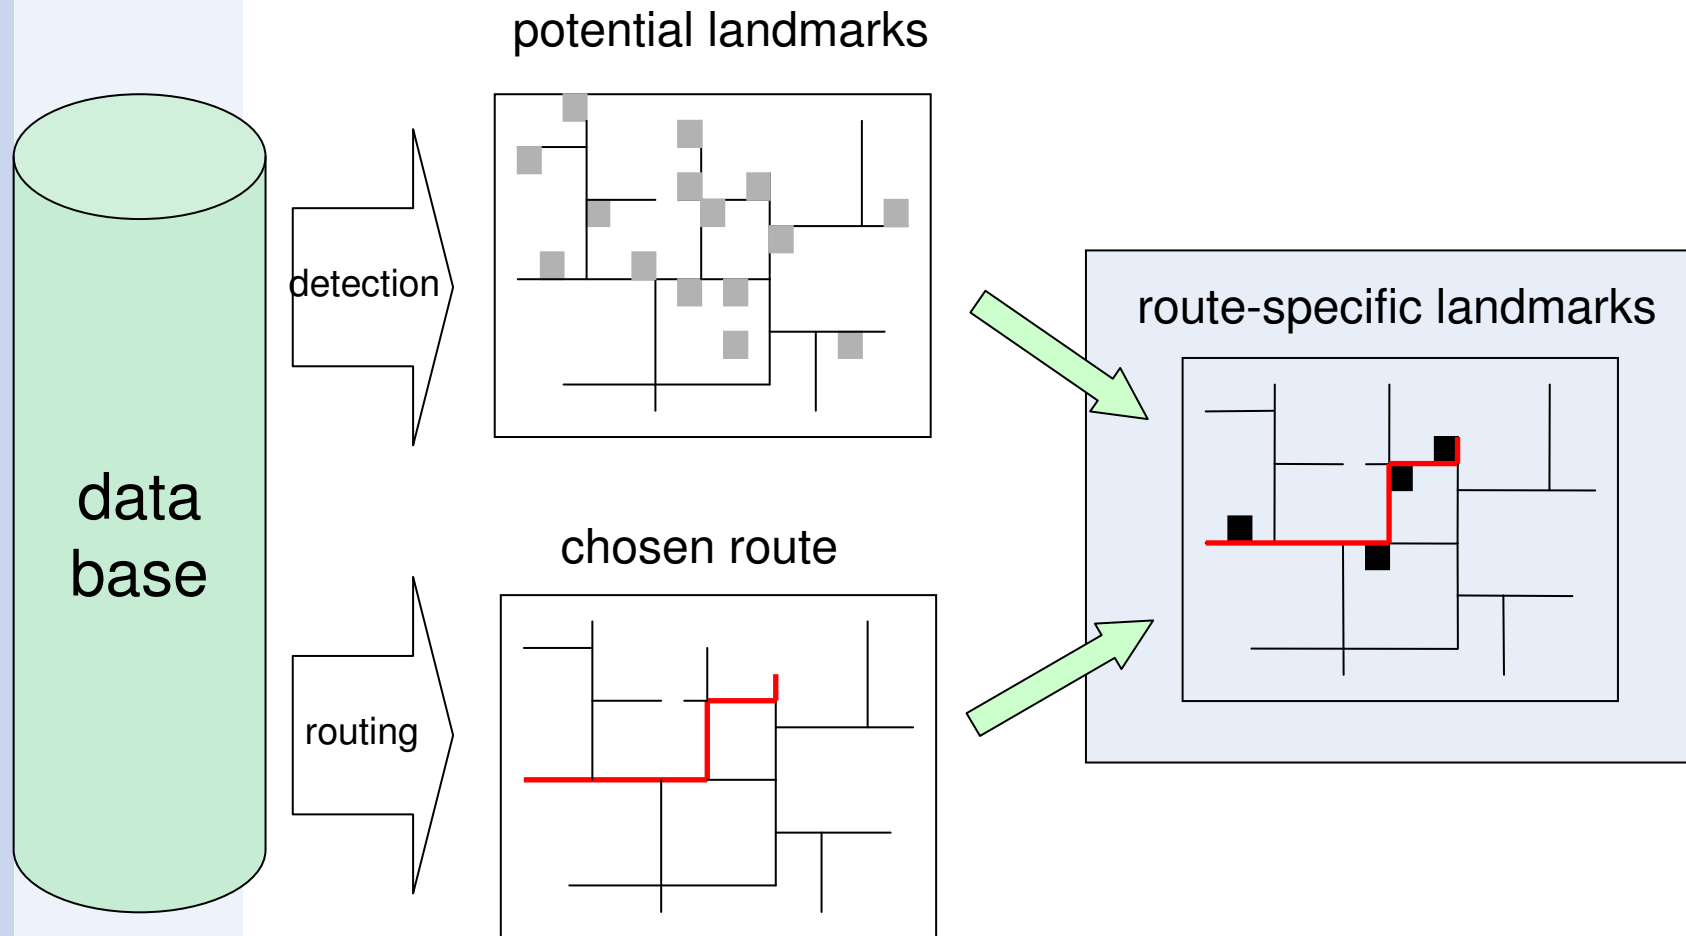 potential landmarks
detection
data
base
chosen route
routing
route-specific landmarks